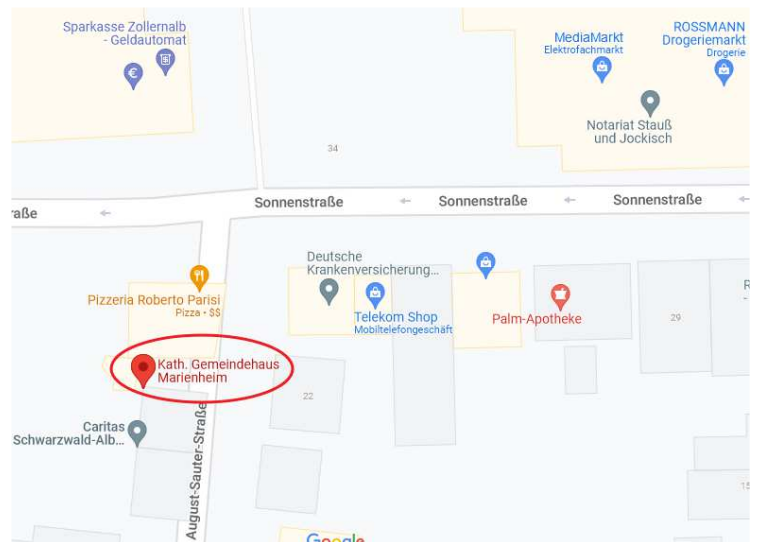 Sparkasse Zollernalb
- Geldautomat
MediaMarkt
Elektrofachmarkt
ROSSMANN
Drogeriemarkt
Drogerie
Notariat Stauß
und Jockisch
34
raße
Sonnenstraße
Sonnenstraße
Sonnenstraße
Deutsche
Krankenversicherung...
Pizzeria Roberto Parisi
Pizza • $$
Telekom Shop
Mobiltelefongeschäft
Palm-Apotheke
29
R
-
Kath. Gemeindehaus
Marienheim
22
Caritas
Schwarzwald-Alb...
August-Sauter-Straße
15
Google